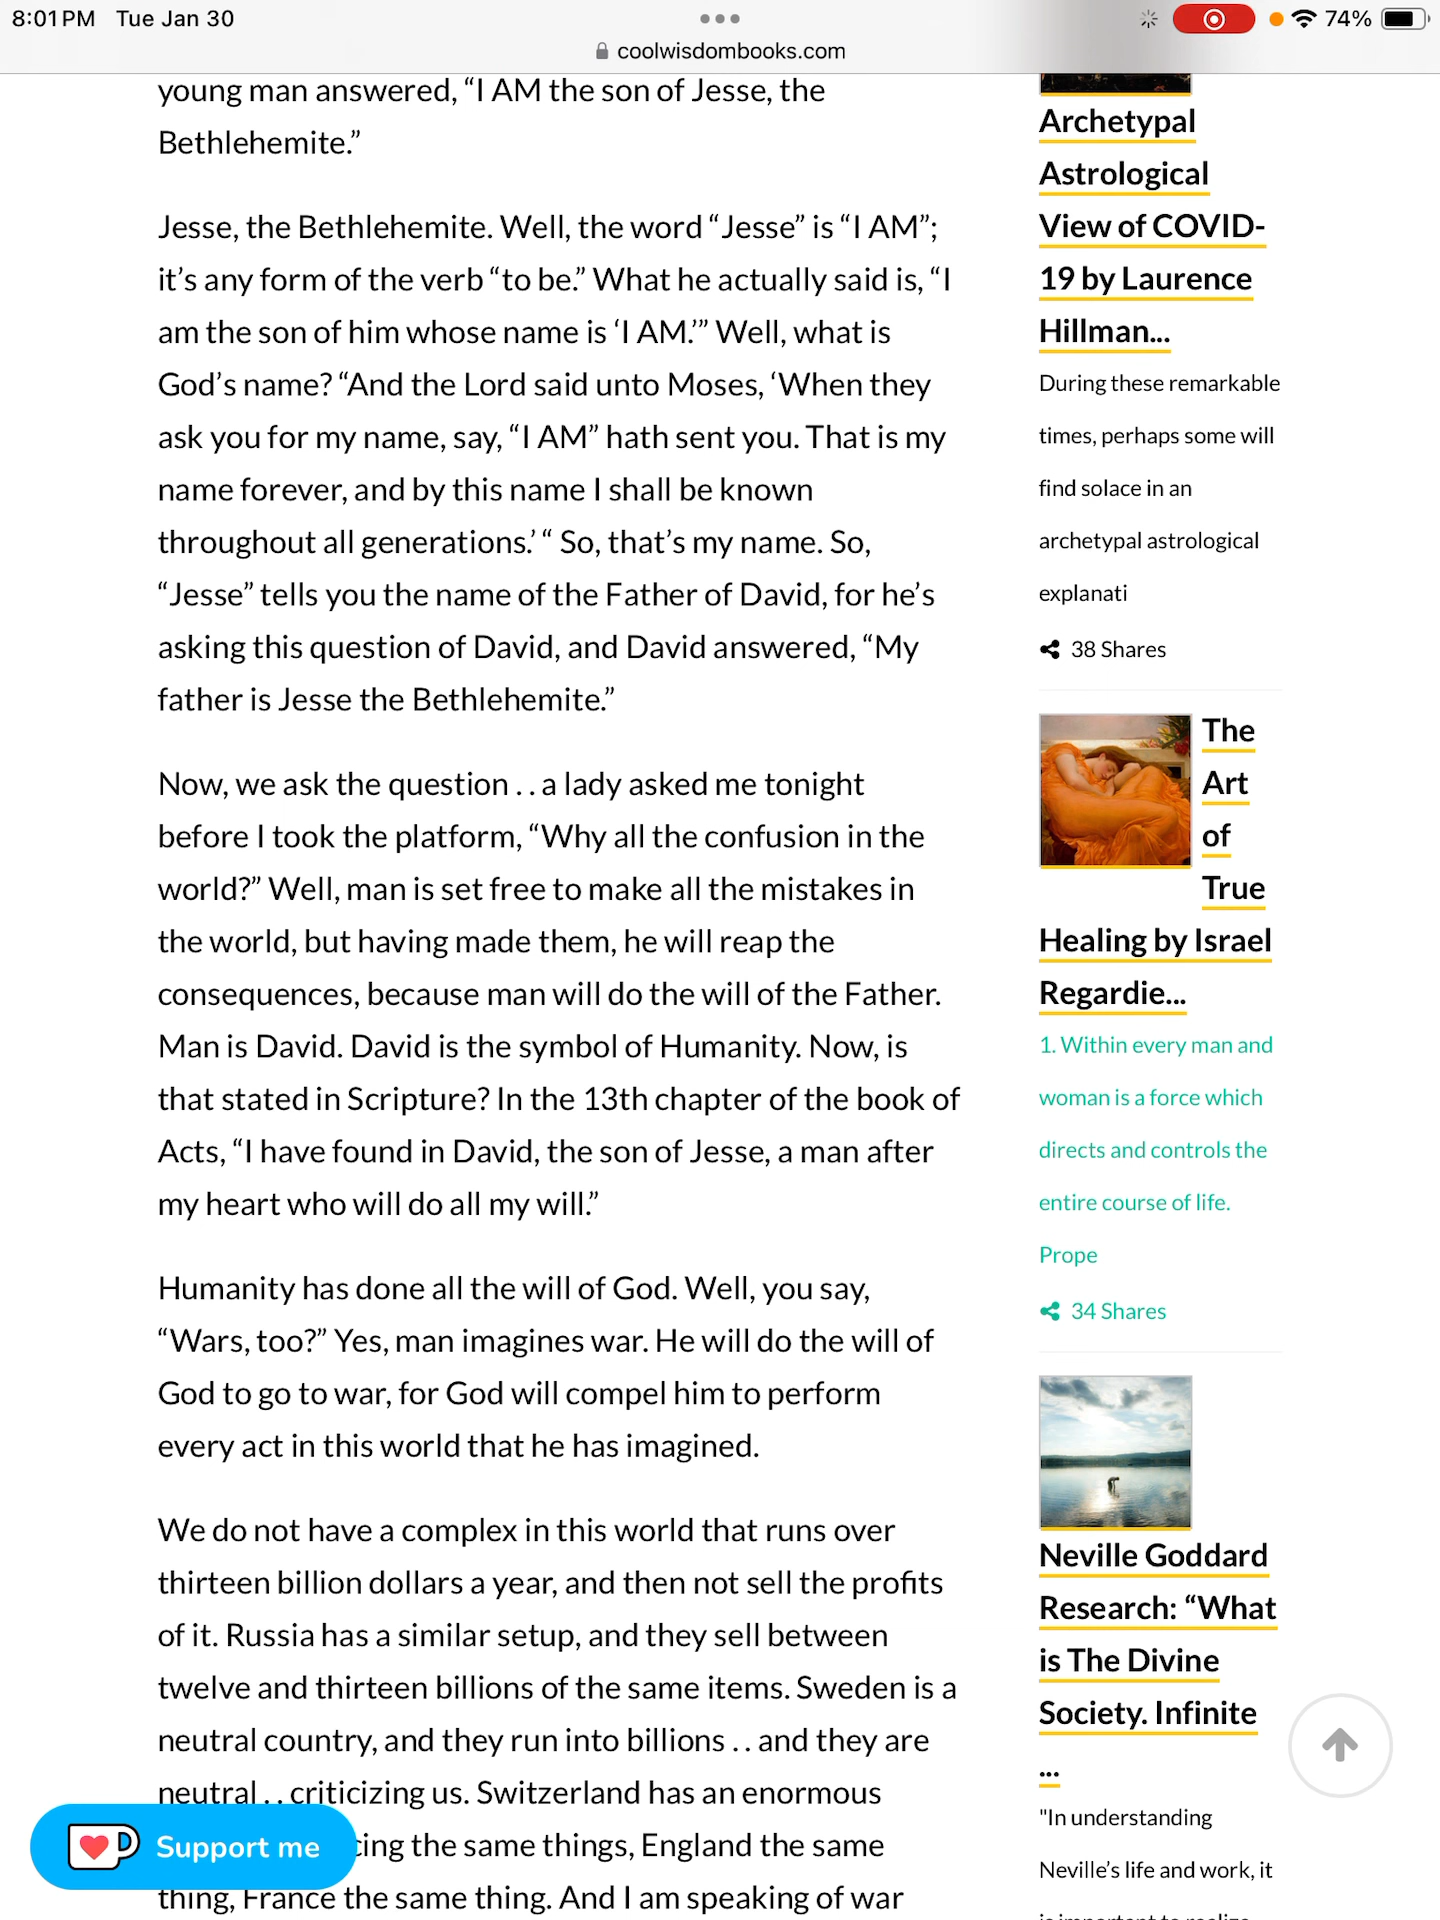 8:01 PM Tue Jan 30
74%
coolwisdombooks.com
young man answered, “I AM the son of Jesse, the
Bethlehemite.”
Jesse, the Bethlehemite. Well, the word “Jesse” is “I AM”;
it’s any form of the verb “to be.” What he actually said is, “I
am the son of him whose name is ‘I AM.’” Well, what is
God’s name? “And the Lord said unto Moses, ‘When they
ask you for my name, say, “I AM” hath sent you. That is my
name forever, and by this name I shall be known
throughout all generations.’ “ So, that’s my name. So,
“Jesse” tells you the name of the Father of David, for he’s
asking this question of David, and David answered, “My
father is Jesse the Bethlehemite.”
Now, we ask the question . . a lady asked me tonight
before I took the platform, “Why all the confusion in the
world?” Well, man is set free to make all the mistakes in
the world, but having made them, he will reap the
consequences, because man will do the will of the Father.
Man is David. David is the symbol of Humanity. Now, is
that stated in Scripture? In the 13th chapter of the book of
Acts, “I have found in David, the son of Jesse, a man after
my heart who will do all my will.”
Humanity has done all the will of God. Well, you say,
“Wars, too?” Yes, man imagines war. He will do the will of
God to go to war, for God will compel him to perform
every act in this world that he has imagined.
We do not have a complex in this world that runs over
thirteen billion dollars a year, and then not sell the profits
of it. Russia has a similar setup, and they sell between
twelve and thirteen billions of the same items. Sweden is a
neutral country, and they run into billions . . and they are
neutral . . criticizing us. Switzerland has an enormous
cing the same things, England the same
thing, France the same thing. And I am speaking of war
Support me
Archetypal
Astrological
View of COVID-
19 by Laurence
Hillman...
During these remarkable
times, perhaps some will
find solace in an
archetypal astrological
explanati
38 Shares
The
Art
of
True
Healing by Israel
Regardie...
1. Within every man and
woman is a force which
directs and controls the
entire course of life.
Prope
34 Shares
Neville Goddard
Research: “What
is The Divine
Society. Infinite
...
"In understanding
Neville’s life and work, it
is important to realize